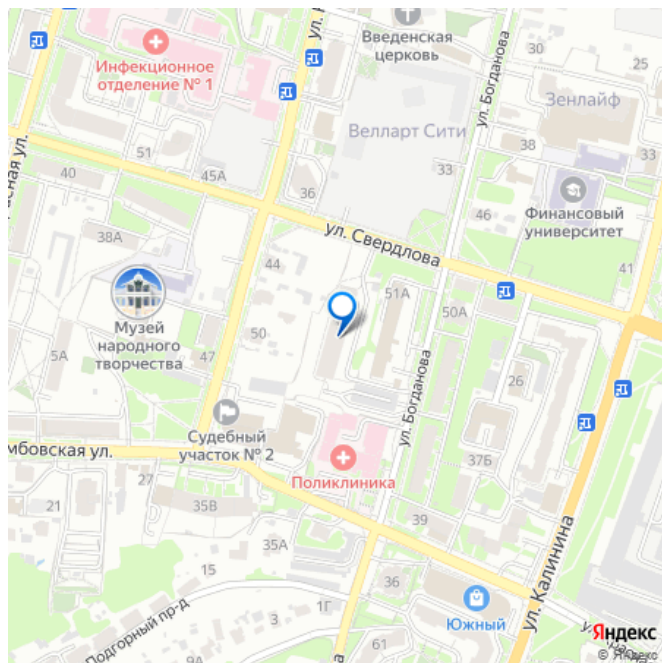 Введенская
церковь
30
25
Инфекционное
отделение № 1
ул. Богданова
Зенлайф
Велларт Сити
51
38
33
33
45А
40
36
Финансовый
университет
46
38А
ул. Свердлова
44
41
51А
50А
Музей
народного
творчества
50
5А
47
26
ул. Богданова
Судебный
участок № 2
мбовская ул.
Поликлиника
37Б
27
21
35В
39
35А
ул. Калинина
15
36
1Г
Южный
3
Подгорный пр-д
61
9А
Яндекс
© Яндекс